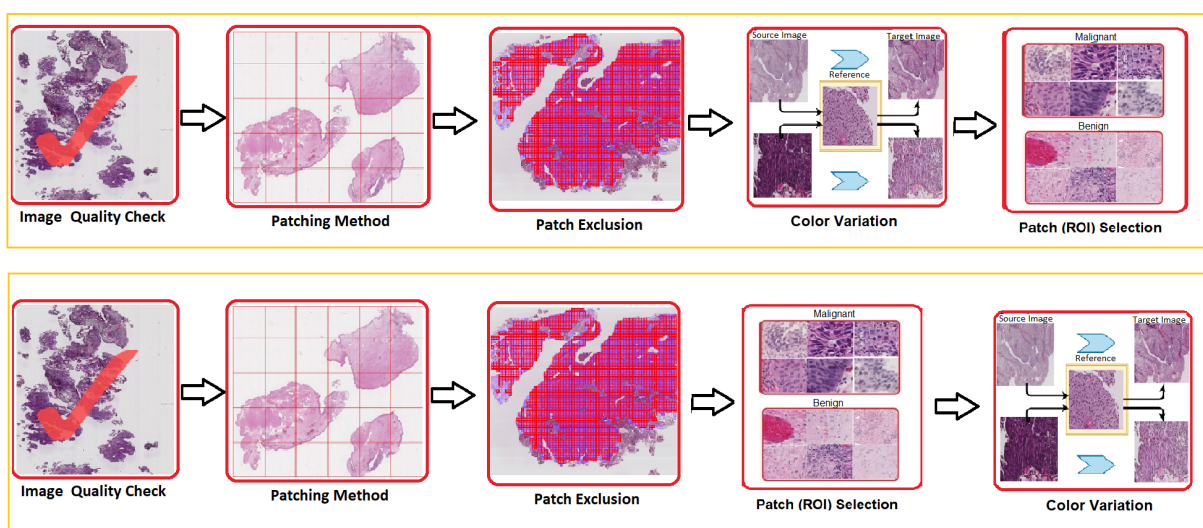 Source Image
Target Image
Reference
Malignant
Benign
Image Quality Check
Patching Method
Patch Exclusion
Color Variation
Patch (ROI) Selection
Malignant
Benign
Source Image
Target Image
Reference
Image Quality Check
Patching Method
Patch Exclusion
Patch (ROI) Selection
Color Variation